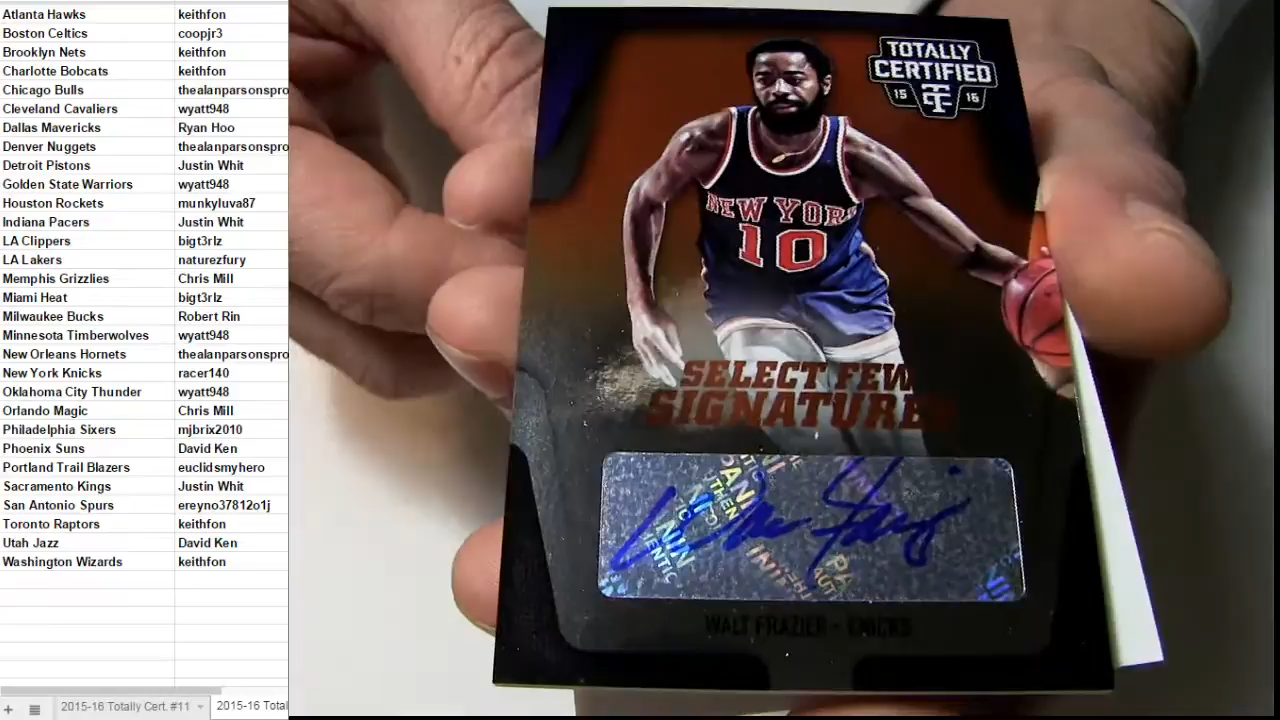 Atlanta Hawks keithfon
Boston Celtics coopjr3
Brooklyn Nets keithfon
Charlotte Bobcats keithfon
Chicago Bulls thealanparsonspro
Cleveland Cavaliers wyatt948
Dallas Mavericks Ryan Hoo
Denver Nuggets thealanparsonspro
Detroit Pistons Justin Whit
Golden State Warriors wyatt948
Houston Rockets munkyluva87
Indiana Pacers Justin Whit
LA Clippers bigt3rlz
LA Lakers naturezfury
Memphis Grizzlies Chris Mill
Miami Heat bigt3rlz
Milwaukee Bucks Robert Rin
Minnesota Timberwolves wyatt948
New Orleans Hornets thealanparsonspro
New York Knicks racer140
Oklahoma City Thunder wyatt948
Orlando Magic Chris Mill
Philadelphia Sixers mjbrix2010
Phoenix Suns David Ken
Portland Trail Blazers euclidsmyhero
Sacramento Kings Justin Whit
San Antonio Spurs ereyno37812o1j
Toronto Raptors keithfon
Utah Jazz David Ken
Washington Wizards keithfon
2015-16 Totally Cert. #11
2015-16 Total
TOTALLY
CERTIFIED
15 16
NEW YORK
10
SELECT FEW
SIGNATURES
WALT FRAZIER • KNICKS